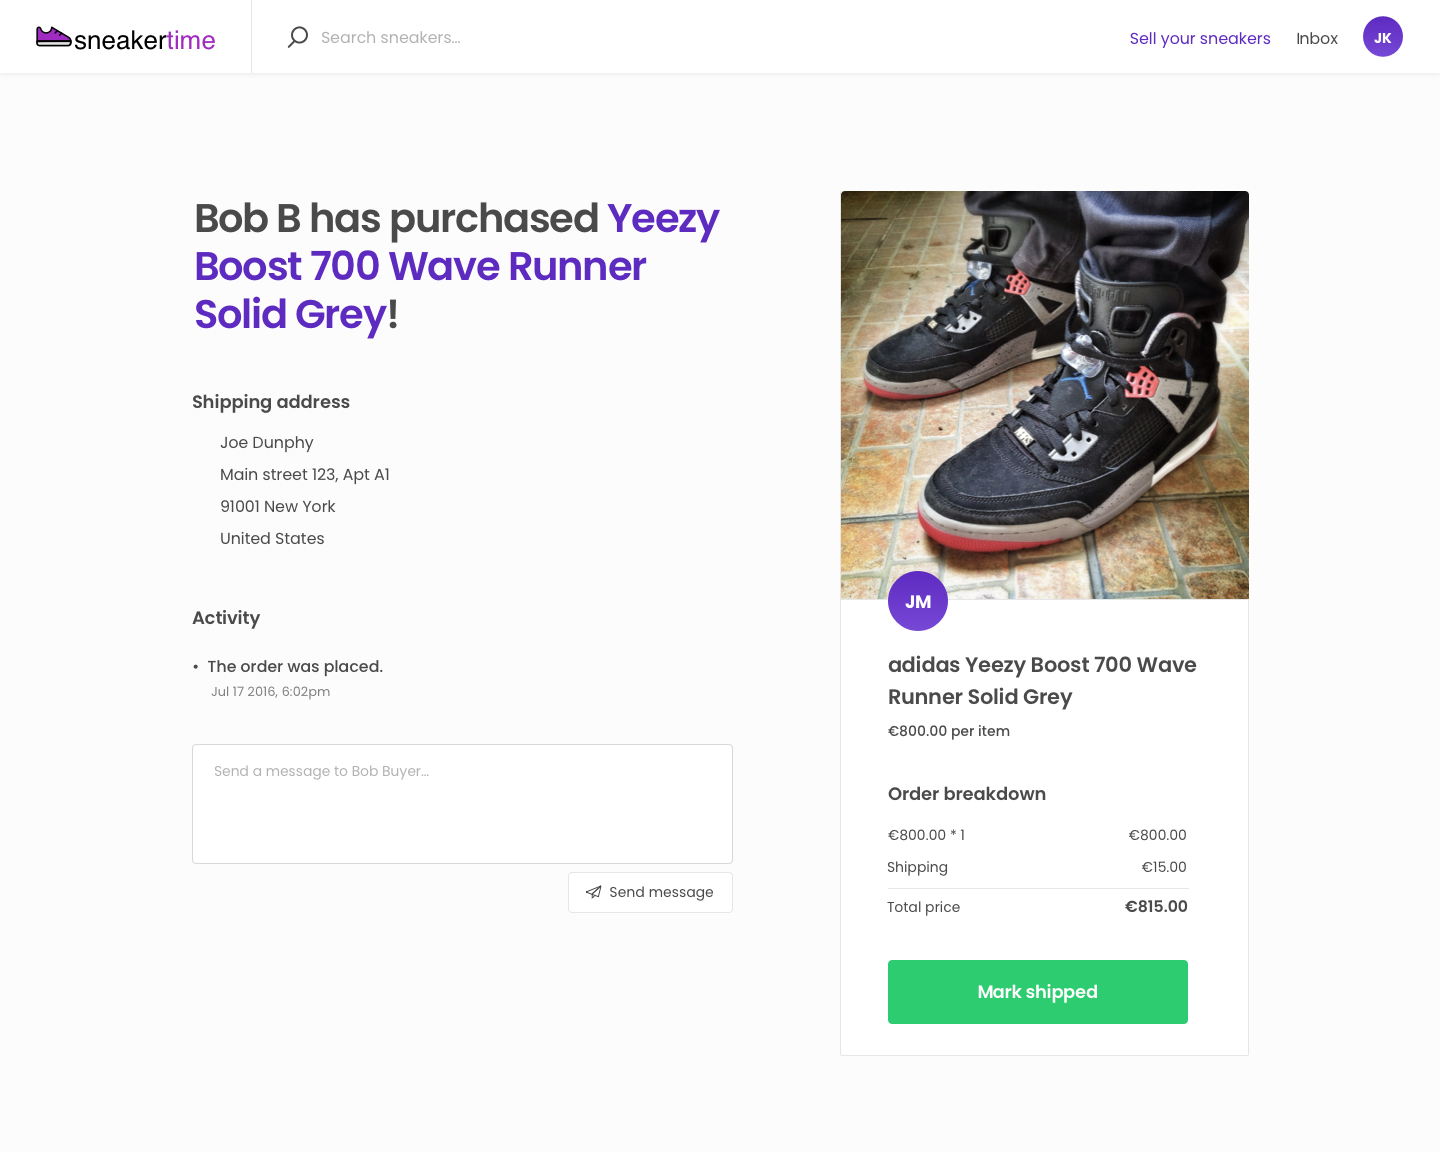 sneakertime
Search sneakers...
Sell your sneakers
Inbox
JK
Bob B has purchased Yeezy
Boost 700 Wave Runner
Solid Grey!
Shipping address
Joe Dunphy
Main street 123, Apt A1
91001 New York
United States
Activity
• The order was placed.
Jul 17 2016, 6:02pm
Send a message to Bob Buyer...
Send message
JM
adidas Yeezy Boost 700 Wave
Runner Solid Grey
€800.00 per item
Order breakdown
€800.00 * 1 €800.00
Shipping €15.00
Total price €815.00
Mark shipped